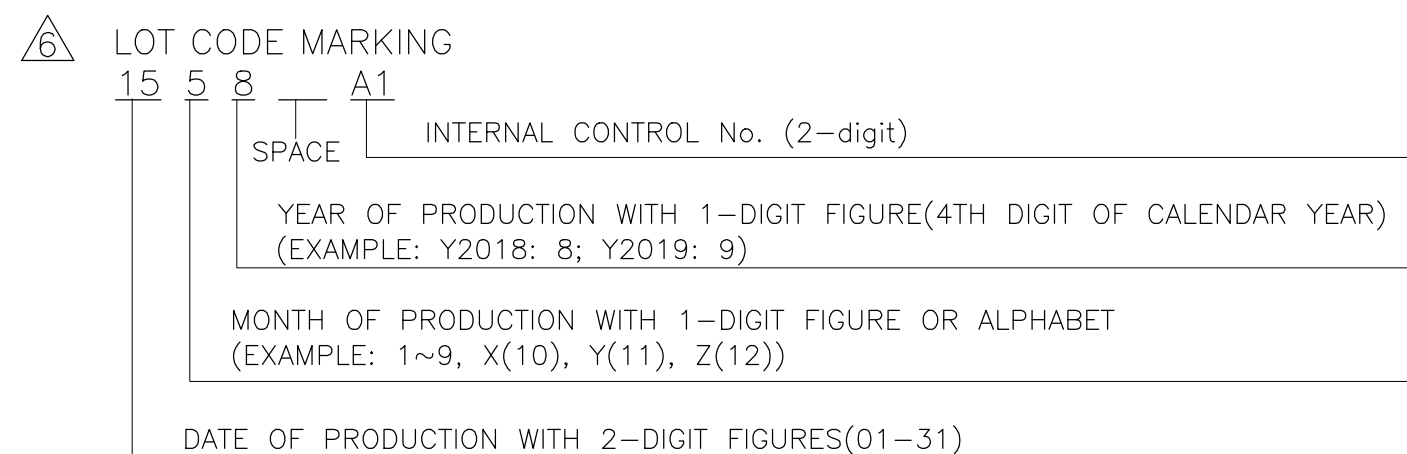 6 LOT CODE MARKING
15 5 8 __ A1
INTERNAL CONTROL No. (2-digit)
SPACE
YEAR OF PRODUCTION WITH 1-DIGIT FIGURE(4TH DIGIT OF CALENDAR YEAR)
(EXAMPLE: Y2018: 8; Y2019: 9)
MONTH OF PRODUCTION WITH 1-DIGIT FIGURE OR ALPHABET
(EXAMPLE: 1~9, X(10), Y(11), Z(12))
DATE OF PRODUCTION WITH 2-DIGIT FIGURES(01-31)